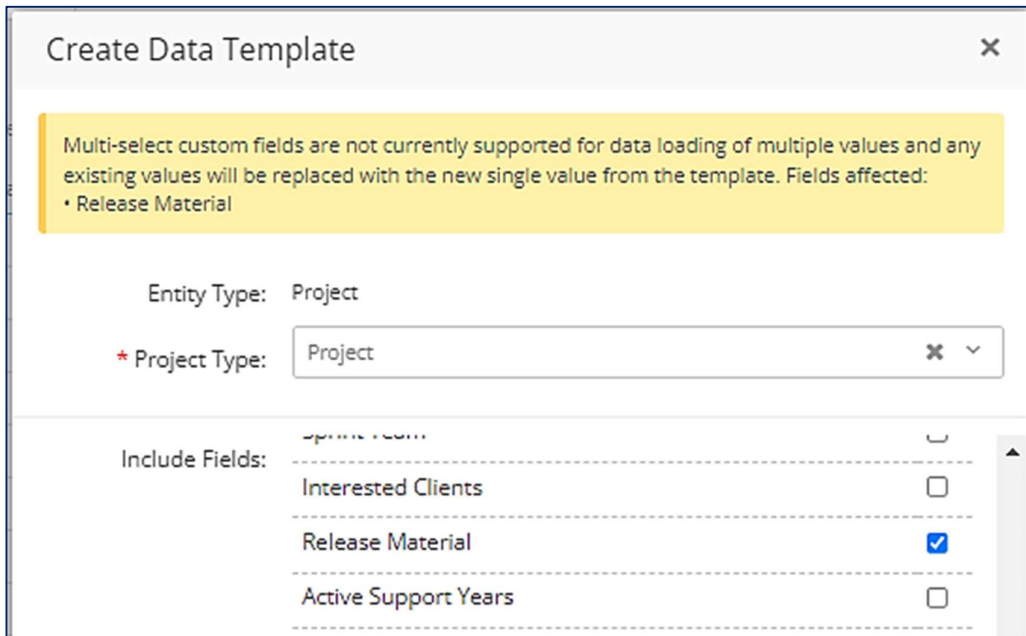 Create Data Template
Multi-select custom fields are not currently supported for data loading of multiple values and any
existing values will be replaced with the new single value from the template. Fields affected:
• Release Material
Entity Type: Project
* Project Type: Project
Include Fields:
Sprint Team
Interested Clients
Release Material
Active Support Years